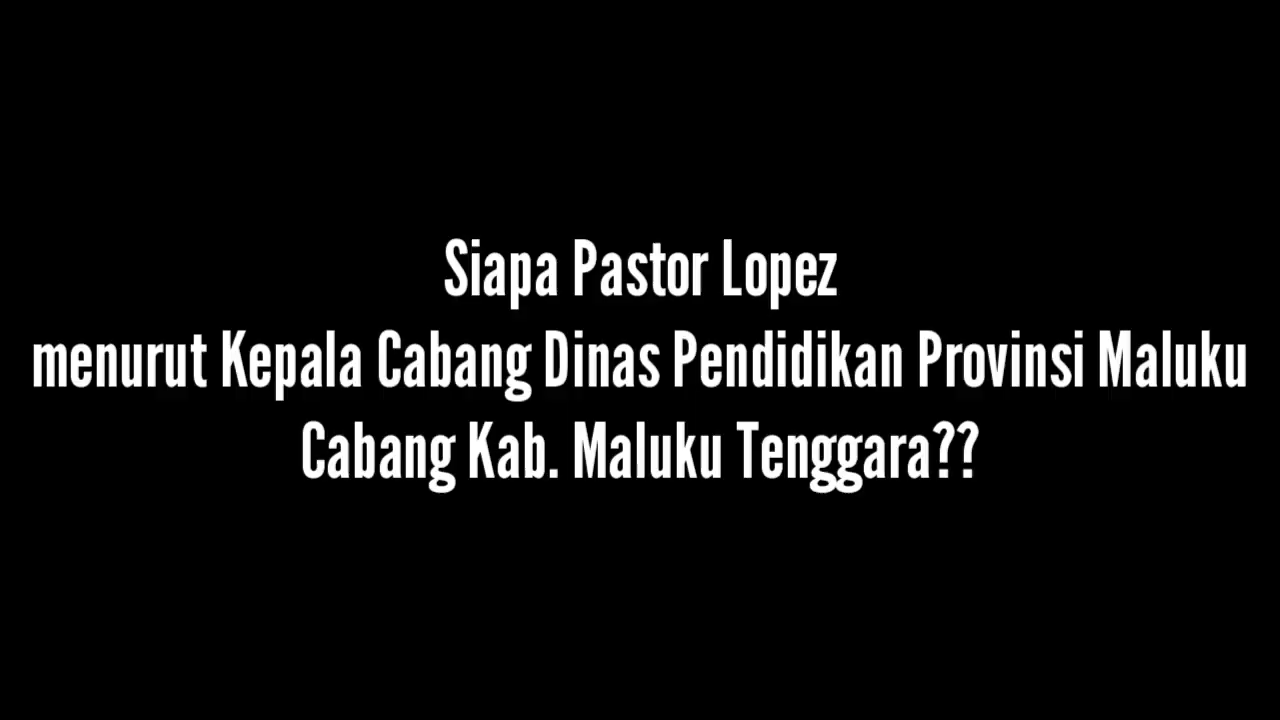 Siapa Pastor Lopez
menurut Kepala Cabang Dinas Pendidikan Provinsi Maluku
Cabang Kab. Maluku Tenggara??